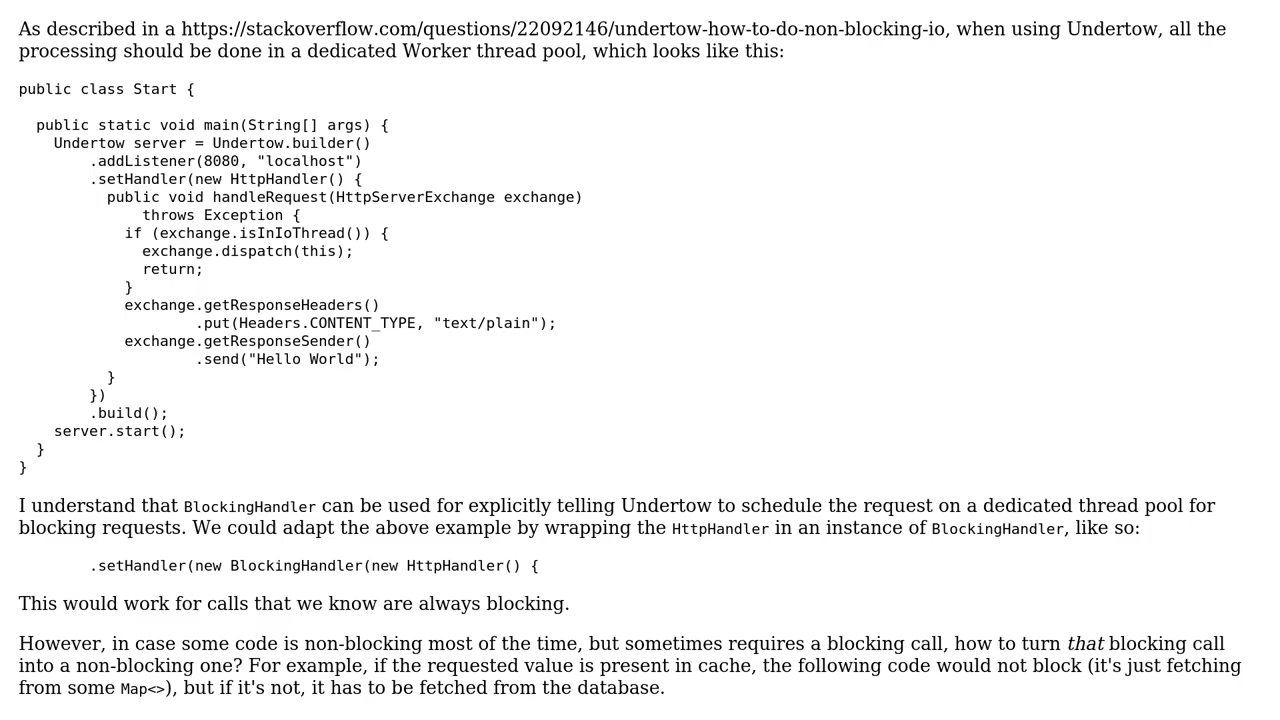 As described in a https://stackoverflow.com/questions/22092146/undertow-how-to-do-non-blocking-io, when using Undertow, all the
processing should be done in a dedicated Worker thread pool, which looks like this:
public class Start {
  public static void main(String[] args) {
    Undertow server = Undertow.builder()
        .addListener(8080, "localhost")
        .setHandler(new HttpHandler() {
          public void handleRequest(HttpServerExchange exchange)
              throws Exception {
            if (exchange.isInIoThread()) {
              exchange.dispatch(this);
              return;
            }
            exchange.getResponseHeaders()
                    .put(Headers.CONTENT_TYPE, "text/plain");
            exchange.getResponseSender()
                    .send("Hello World");
          }
        })
        .build();
    server.start();
  }
}
I understand that BlockingHandler can be used for explicitly telling Undertow to schedule the request on a dedicated thread pool for
blocking requests. We could adapt the above example by wrapping the HttpHandler in an instance of BlockingHandler, like so:
        .setHandler(new BlockingHandler(new HttpHandler() {
This would work for calls that we know are always blocking.
However, in case some code is non-blocking most of the time, but sometimes requires a blocking call, how to turn that blocking call
into a non-blocking one? For example, if the requested value is present in cache, the following code would not block (it's just fetching
from some Map<>), but if it's not, it has to be fetched from the database.